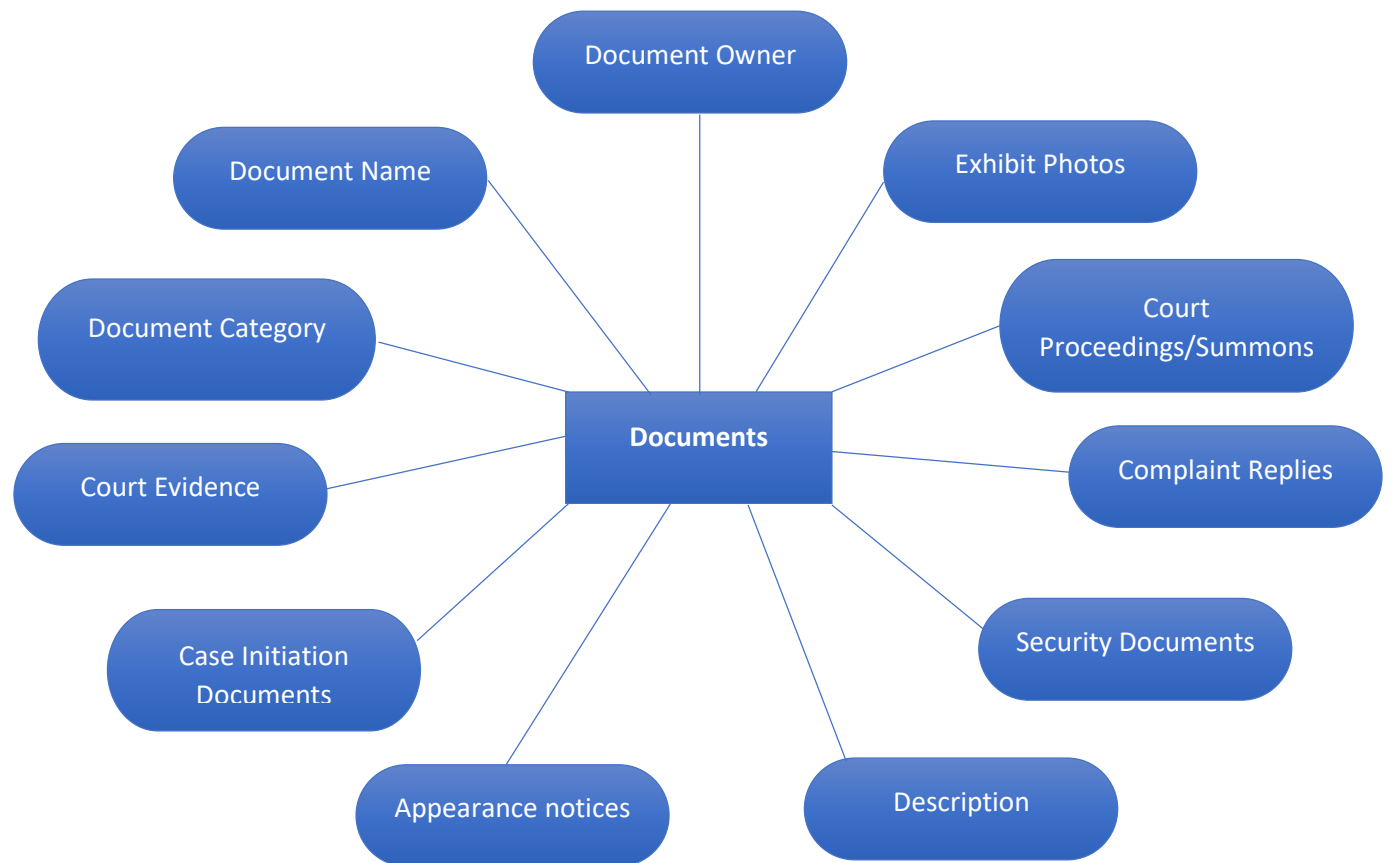 Document Owner
Document Name
Exhibit Photos
Document Category
Court
Proceedings/Summons
Documents
Court Evidence
Complaint Replies
Case Initiation
Documents
Security Documents
Appearance notices
Description